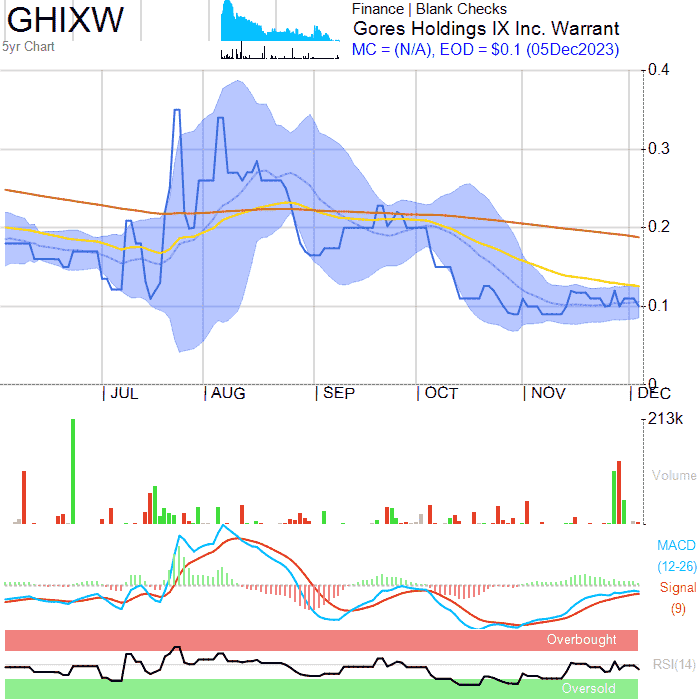 GHIXW
5yr Chart
Finance | Blank Checks
Gores Holdings IX Inc. Warrant
MC = (N/A), EOD = $0.1 (05Dec2023)
0.4
0.3
0.2
0.1
0
JUL AUG SEP OCT NOV DEC
213k
Volume
MACD
(12-26)
Signal
(9)
Overbought
RSI(14)
Oversold